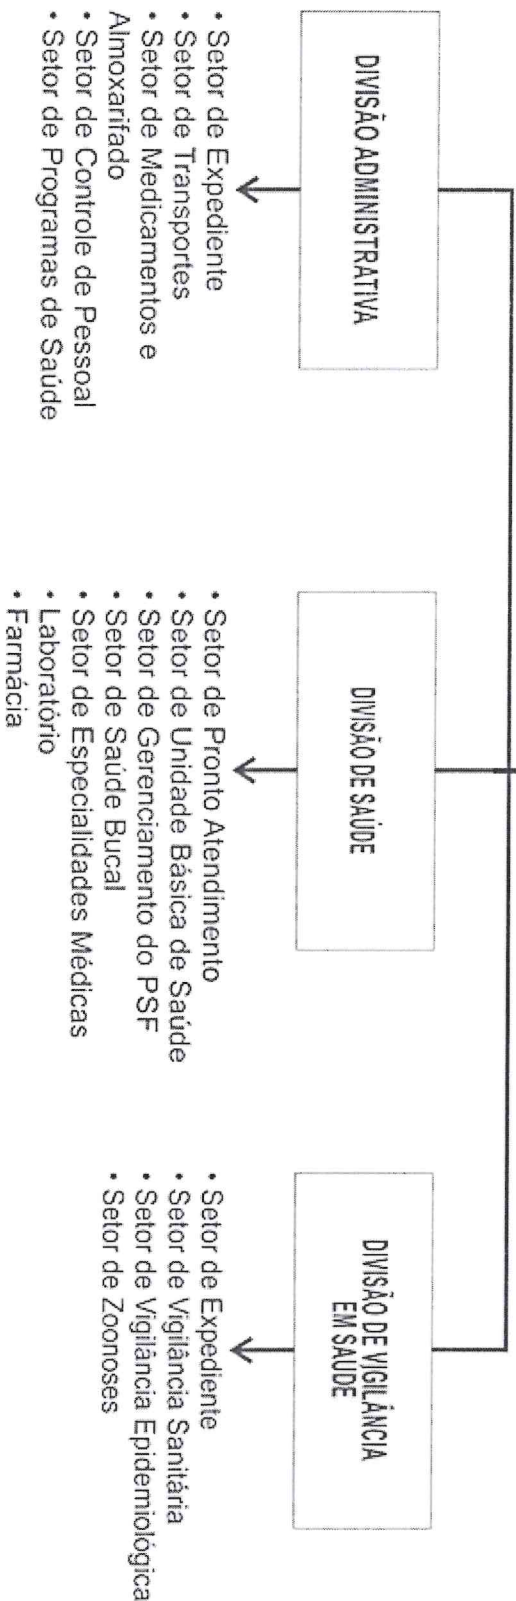 DIVISÃO ADMINISTRATIVA
• Setor de Expediente
• Setor de Transportes
• Setor de Medicamentos e
Almoxarifado
• Setor de Controle de Pessoal
• Setor de Programas de Saúde
DIVISÃO DE SAÚDE
• Setor de Pronto Atendimento
• Setor de Unidade Básica de Saúde
• Setor de Gerenciamento do PSF
• Setor de Saúde Bucal
• Setor de Especialidades Médicas
• Laboratório
• Farmácia
DIVISÃO DE VIGILÂNCIA
EM SAUDE
• Setor de Expediente
• Setor de Vigilância Sanitária
• Setor de Vigilância Epidemiológica
• Setor de Zoonoses